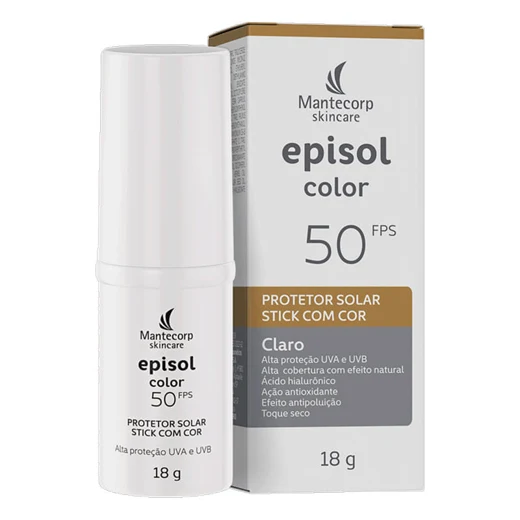 Mantecorp
skincare
episol
color
50 FPS
PROTETOR SOLAR
STICK COM COR
Alta proteção UVA e UVB
18 g
Mantecorp
skincare
episol
color
50 FPS
PROTETOR SOLAR
STICK COM COR
Claro
Alta proteção UVA e UVB
Alta cobertura com efeito natural
Ácido hialurônico
Ação antioxidante
Efeito antipoluição
Toque seco
18 g